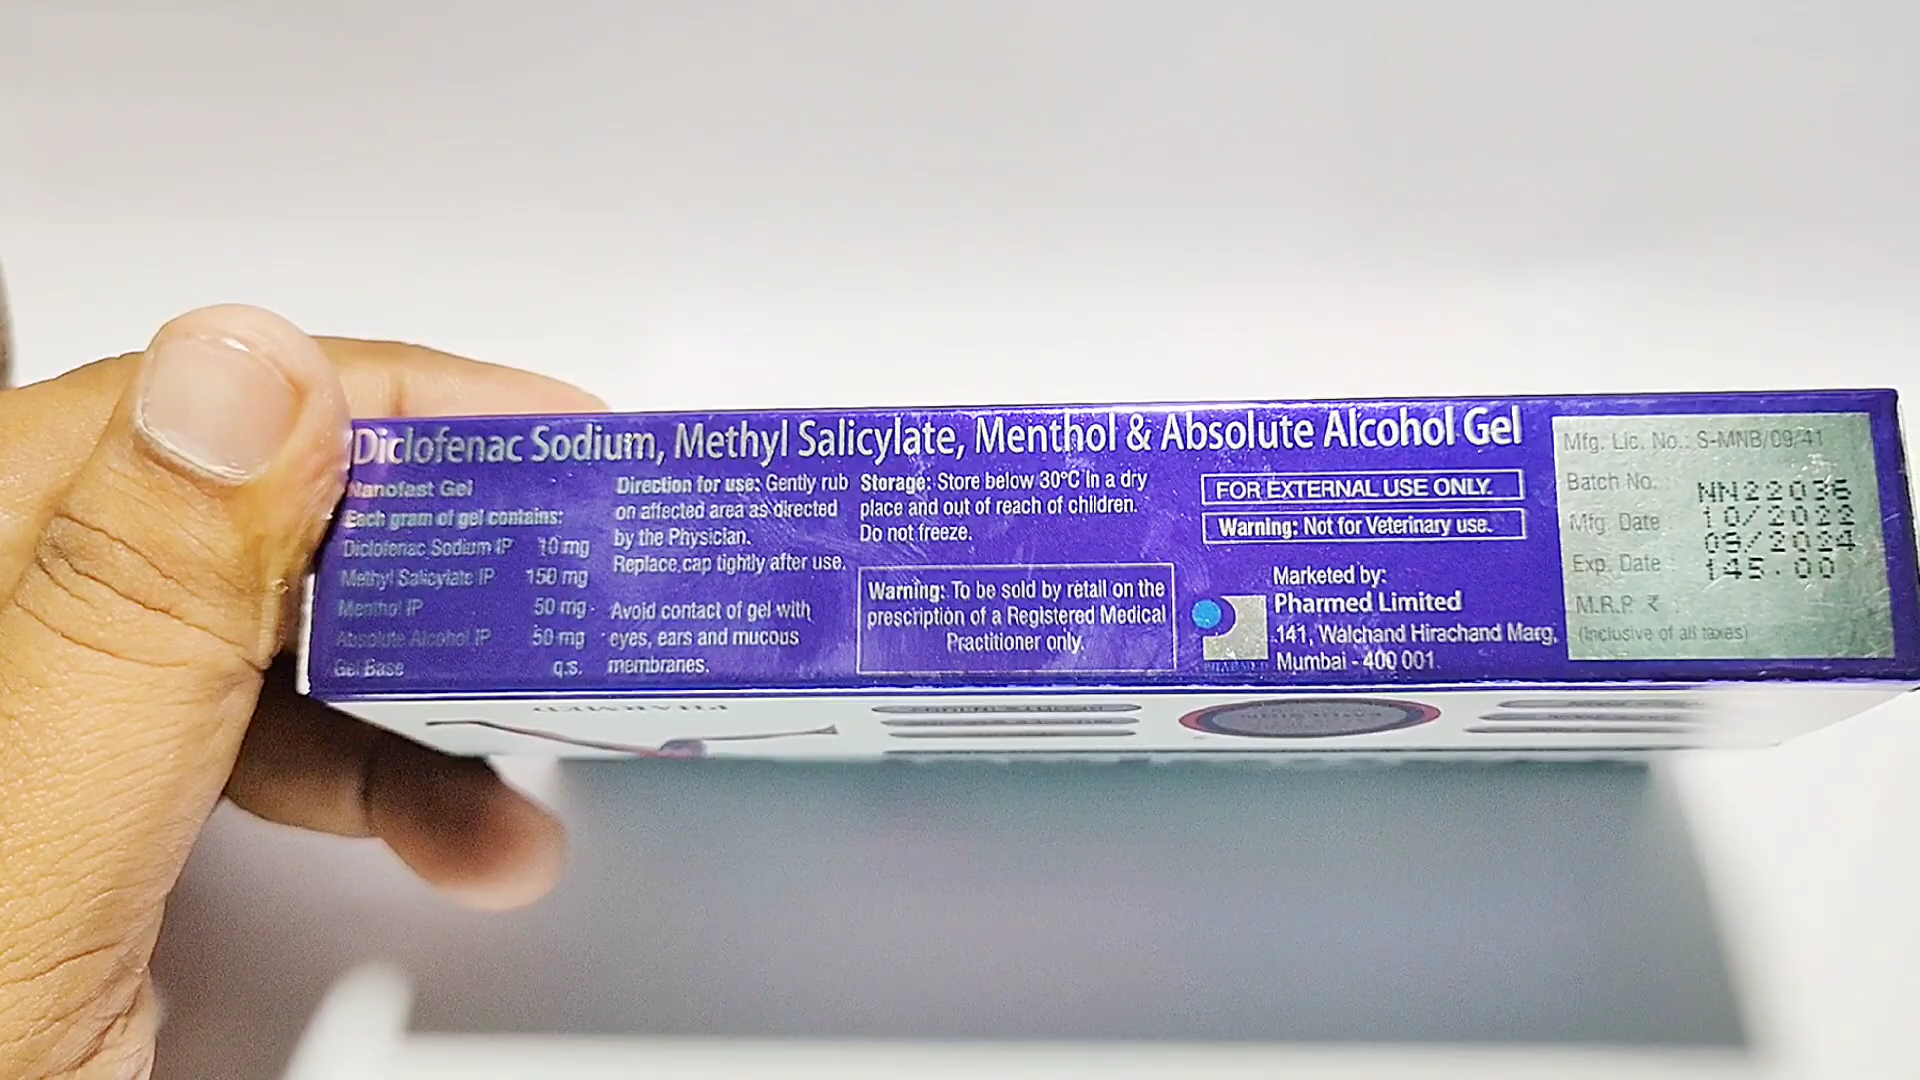 Diclofenac Sodium, Methyl Salicylate, Menthol & Absolute Alcohol Gel
Nanofast Gel
Each gram of gel contains:
Diclofenac Sodium IP 10 mg
Methyl Salicylate IP 150 mg
Menthol IP 50 mg
Absolute Alcohol IP 50 mg
Gel Base q.s.
Direction for use: Gently rub
on affected area as directed
by the Physician.
Replace cap tightly after use.
Avoid contact of gel with
eyes, ears and mucous
membranes.
Storage: Store below 30°C in a dry
place and out of reach of children.
Do not freeze.
Warning: To be sold by retail on the
prescription of a Registered Medical
Practitioner only.
FOR EXTERNAL USE ONLY.
Warning: Not for Veterinary use.
Marketed by:
Pharmed Limited
141, Walchand Hirachand Marg,
Mumbai - 400 001.
PHARMED
Mfg. Lic. No.: S-MNB/09/41
Batch No. : NN22036
Mfg. Date : 10/2022
Exp. Date : 09/2024
M.R.P. ₹ : 145.00
(Inclusive of all taxes)
PHARMED